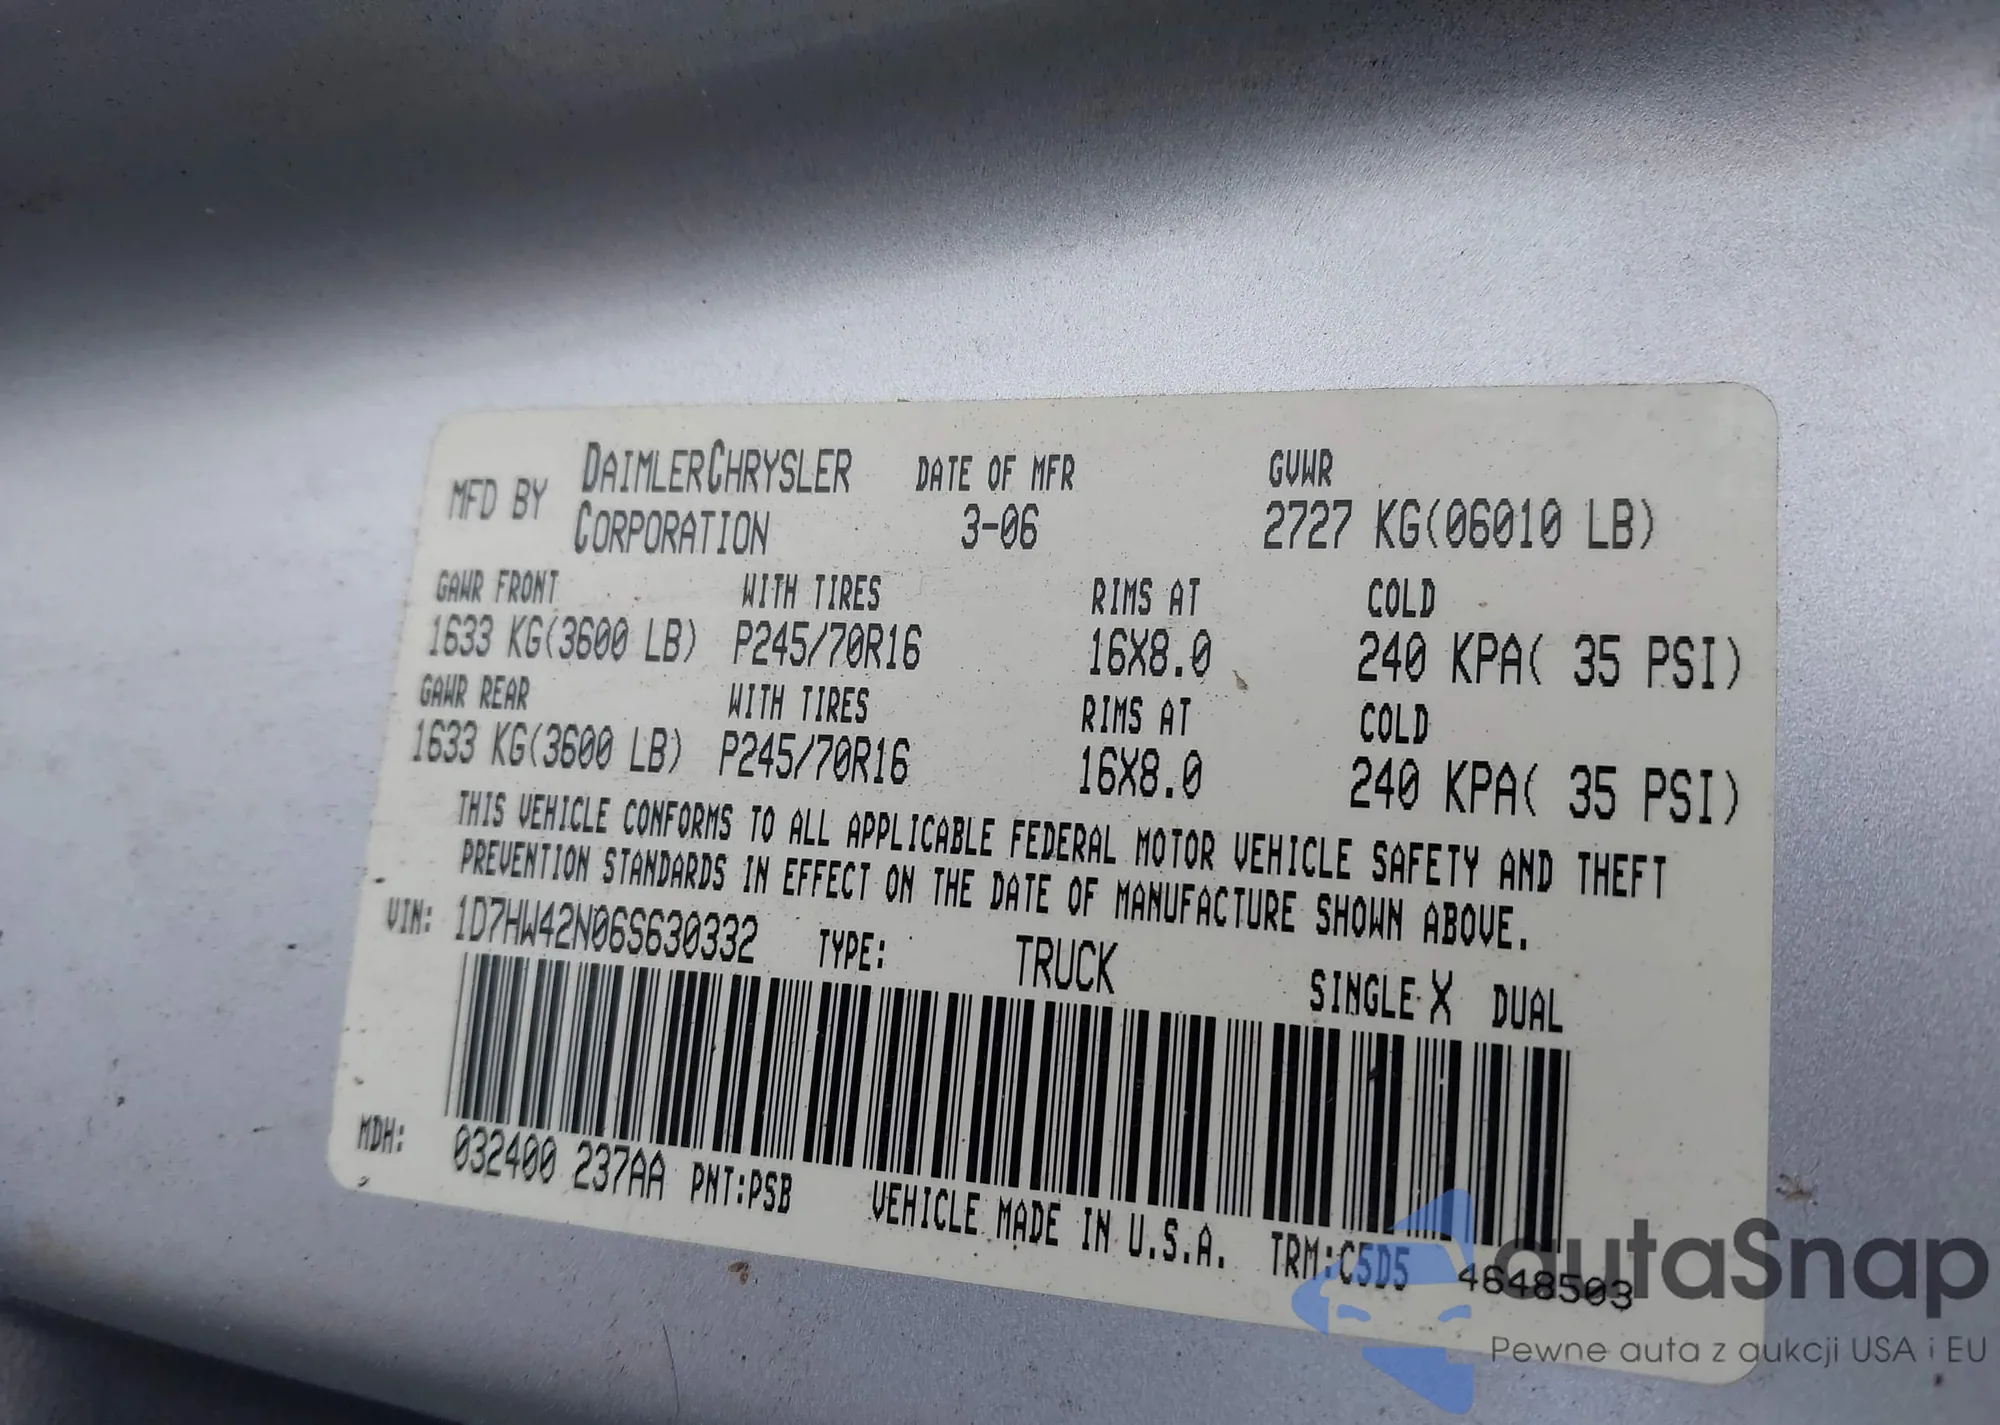 MFD BY DAIMLERCHRYSLER CORPORATION DATE OF MFR 3-06 GVWR 2727 KG(06010 LB)
GAWR FRONT WITH TIRES RIMS AT COLD
1633 KG(3600 LB) P245/70R16 16X8.0 240 KPA( 35 PSI)
GAWR REAR WITH TIRES RIMS AT COLD
1633 KG(3600 LB) P245/70R16 16X8.0 240 KPA( 35 PSI)
THIS VEHICLE CONFORMS TO ALL APPLICABLE FEDERAL MOTOR VEHICLE SAFETY AND THEFT
PREVENTION STANDARDS IN EFFECT ON THE DATE OF MANUFACTURE SHOWN ABOVE.
VIN: 1D7HW42N06S630332 TYPE: TRUCK SINGLE X DUAL
MDH: 032400 237AA PNT:PSB VEHICLE MADE IN U.S.A. TRM:C5D5 4648503
autaSnap
Pewne auta z aukcji USA i EU